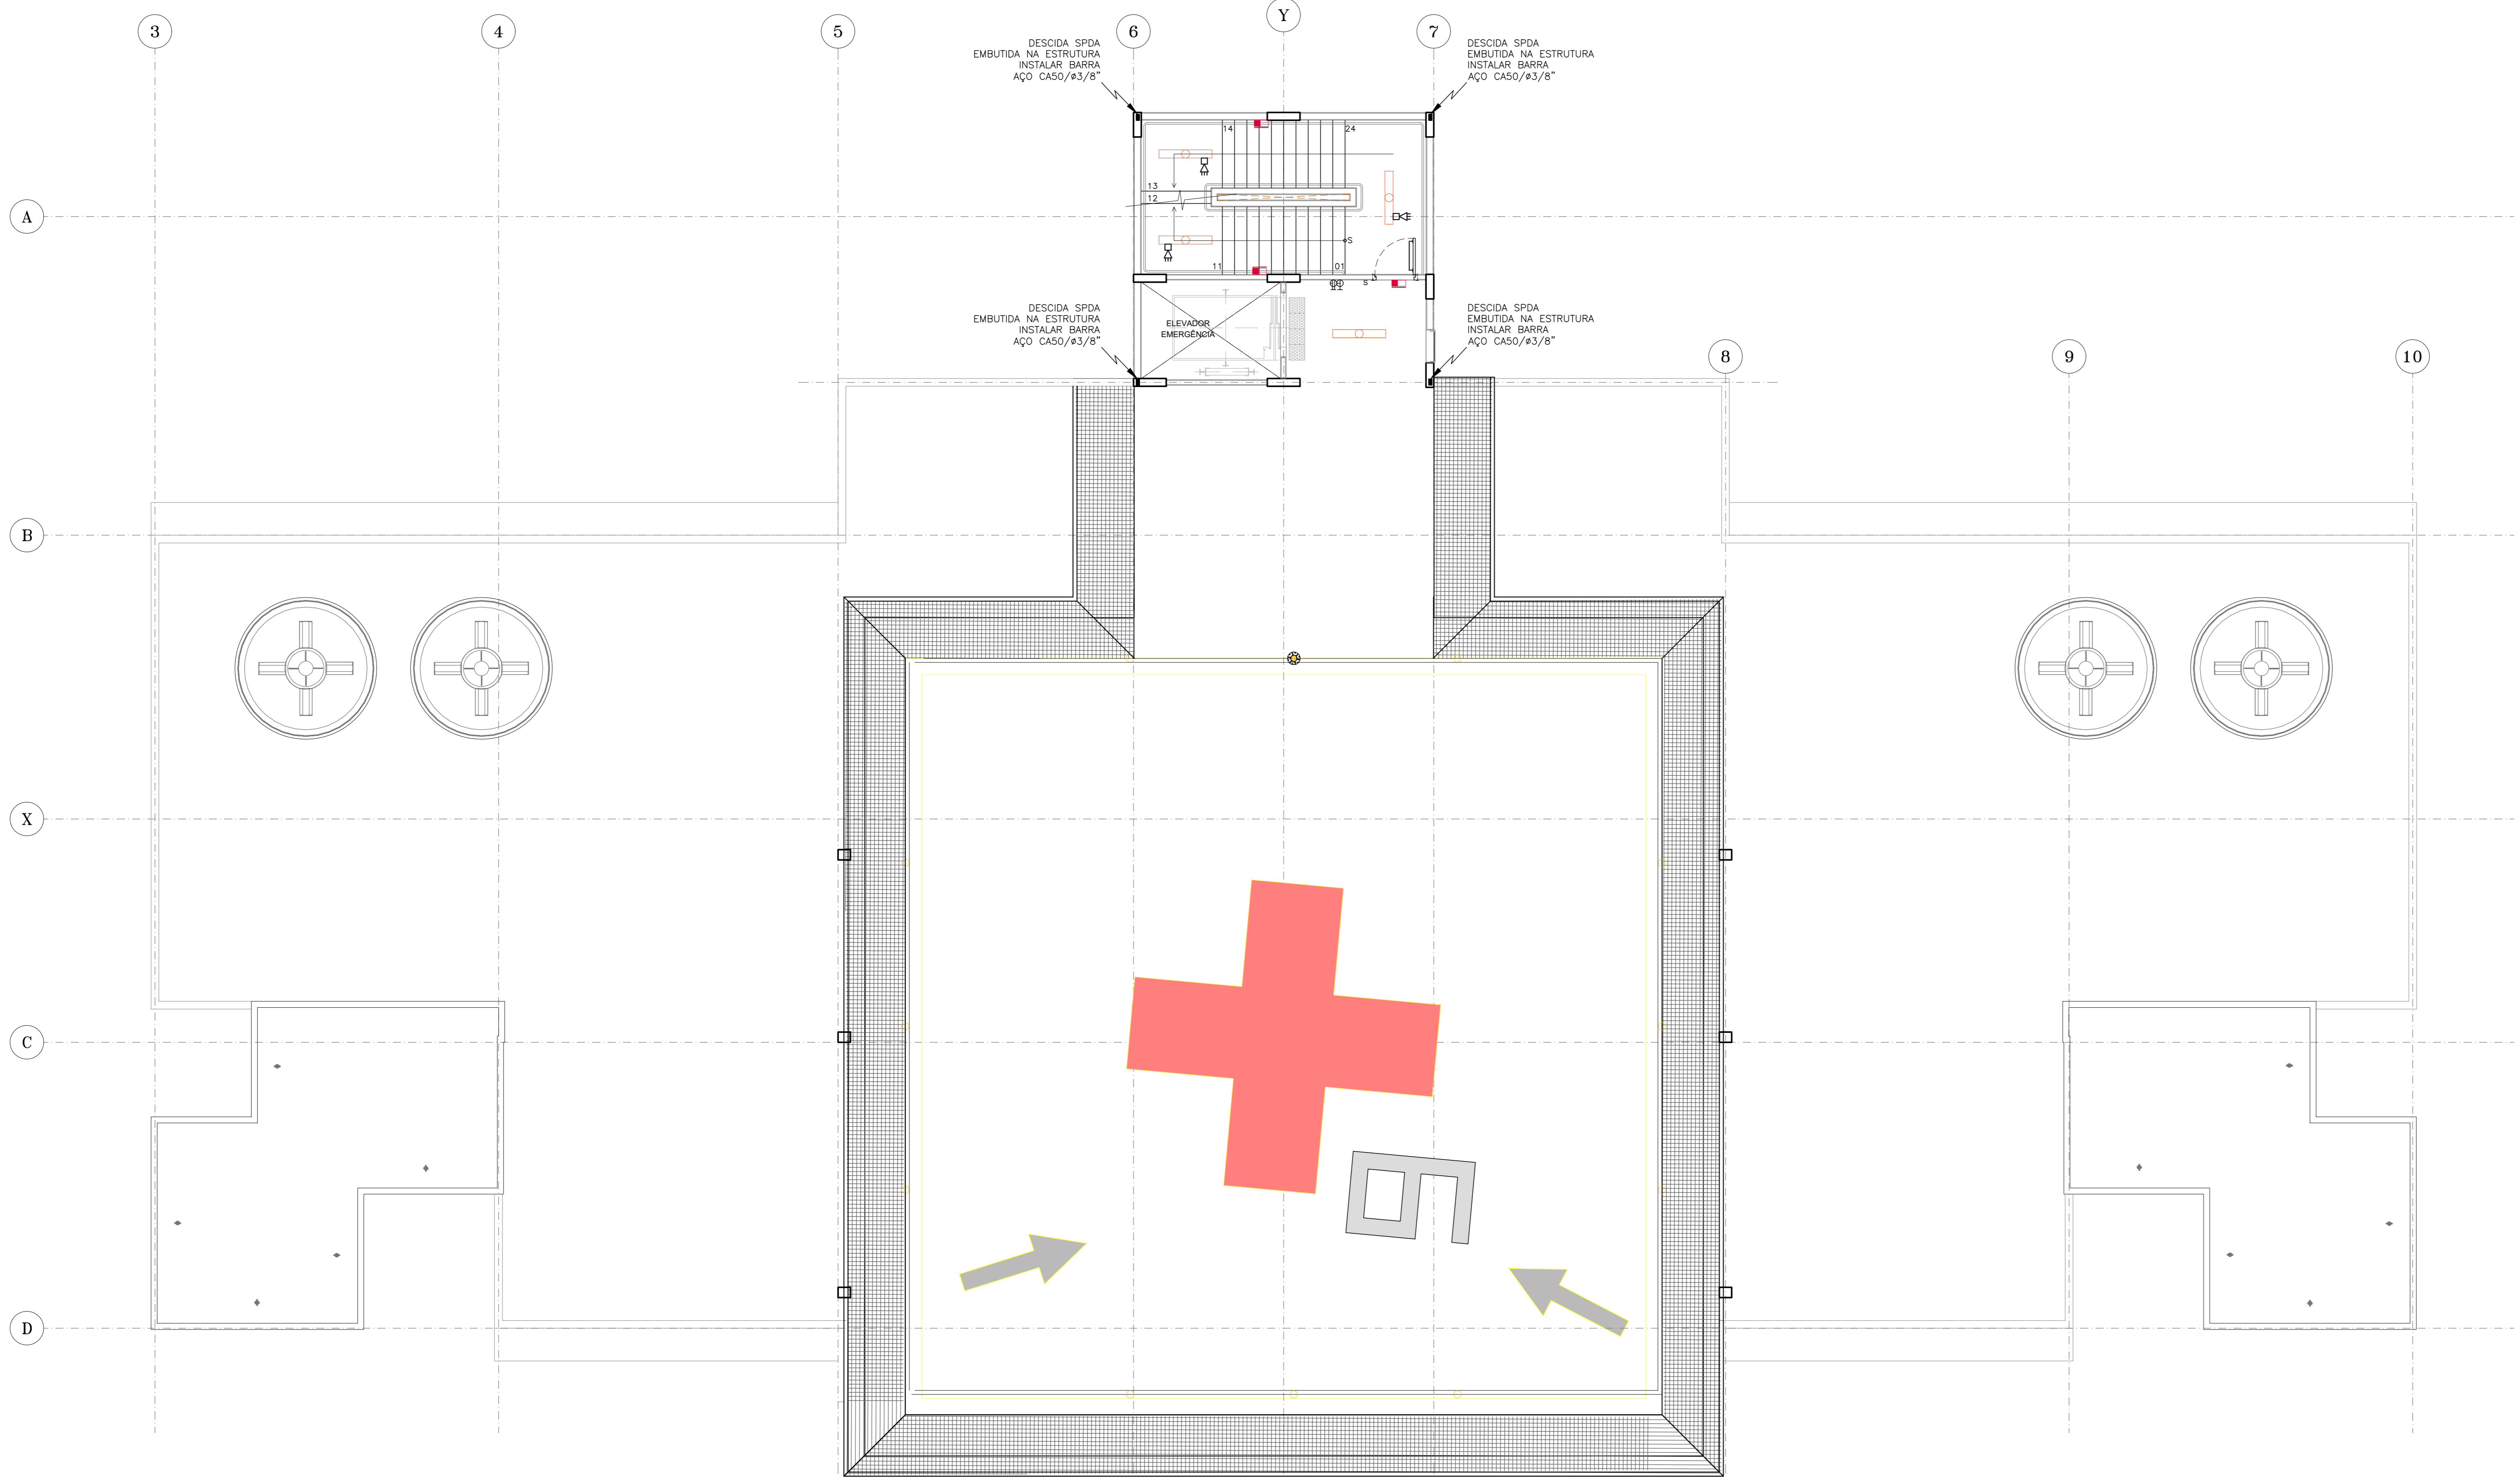 Y
3
4
5
6
7
DESCIDA SPDA
EMBUTIDA NA ESTRUTURA
INSTALAR BARRA
AÇO CA50/ø3/8"
DESCIDA SPDA
EMBUTIDA NA ESTRUTURA
INSTALAR BARRA
AÇO CA50/ø3/8"
14
24
13
12
A
S
11
01
S
DESCIDA SPDA
EMBUTIDA NA ESTRUTURA
INSTALAR BARRA
AÇO CA50/ø3/8"
ELEVADOR
EMERGÊNCIA
DESCIDA SPDA
EMBUTIDA NA ESTRUTURA
INSTALAR BARRA
AÇO CA50/ø3/8"
8
9
10
B
X
C
D